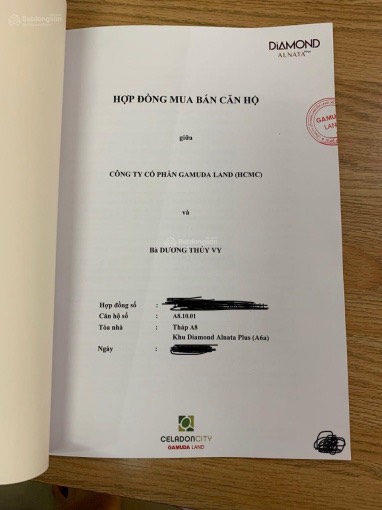 DIAMOND
ALNATA
HỢP ĐỒNG MUA BÁN CĂN HỘ
GAMUDA
LAND
giữa
CÔNG TY CỔ PHẦN GAMUDA LAND (HCMC)
và
Bà DƯƠNG THÚY VY
Hợp đồng số :
Căn hộ số : A8.10.01
Tòa nhà : Tháp A8
Khu Diamond Alnata Plus (A6a)
Ngày :
CELADON CITY
GAMUDA LAND